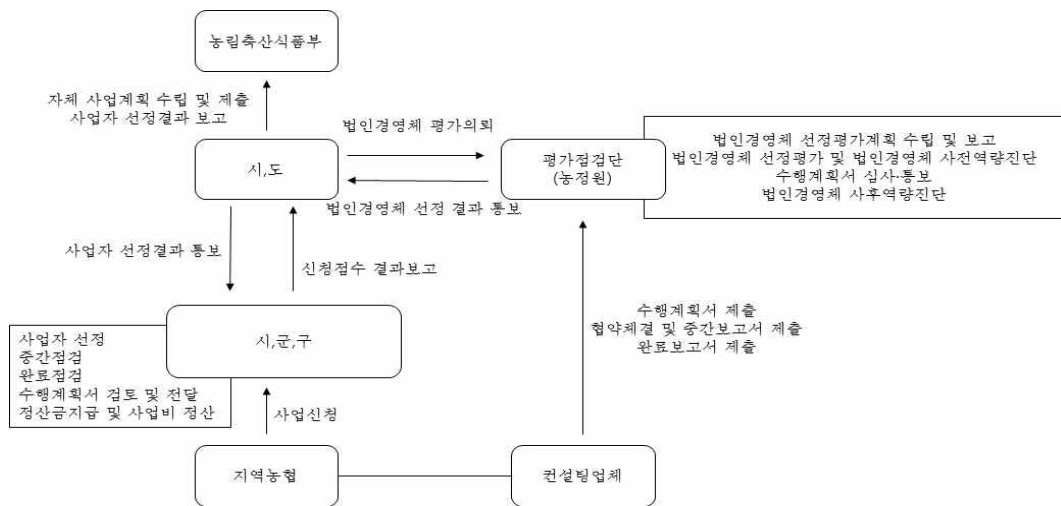 농림축산식품부
자체 사업계획 수립 및 제출
사업자 선정결과 보고
법인경영체 평가의뢰
시,도
평가점검단
(농정원)
법인경영체 선정평가계획 수립 및 보고
법인경영체 선정평가 및 법인경영체 사전역량진단
수행계획서 심사·통보
법인경영체 사후역량진단
법인경영체 선정 결과 통보
사업자 선정결과 통보
신청점수 결과보고
시,군,구
사업자 선정
중간점검
완료점검
수행계획서 검토 및 전달
정산금지급 및 사업비 정산
수행계획서 제출
협약체결 및 중간보고서 제출
완료보고서 제출
사업신청
지역농협
컨설팅업체